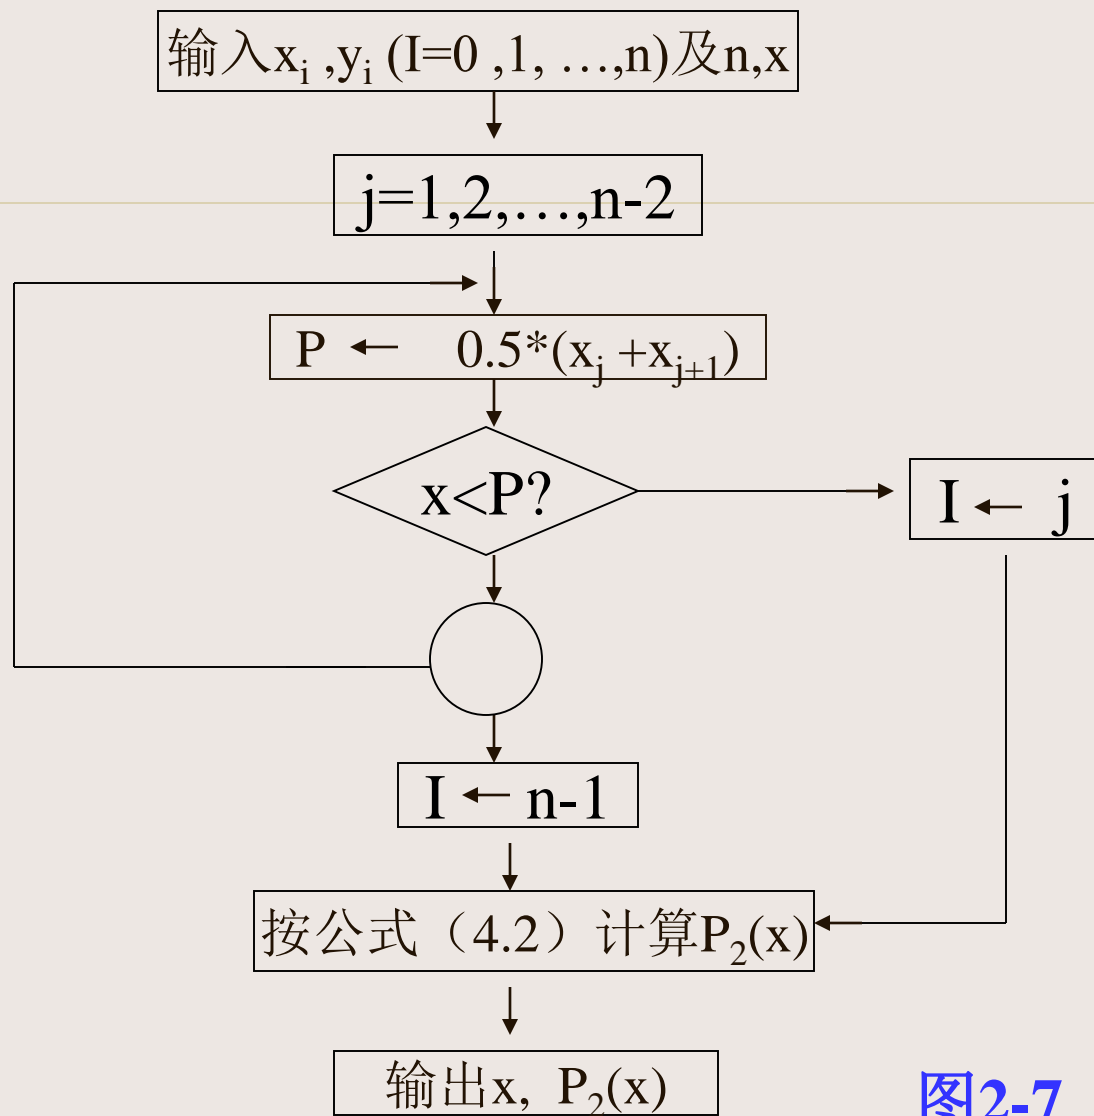 输入xᵢ ,yᵢ (I=0 ,1, …,n)及n,x
j=1,2,…,n-2
P ← 0.5*(xⱼ +xⱼ₊₁)
x<P?
I ← j
I ← n-1
按公式（4.2）计算P₂(x)
输出x, P₂(x)
图2-7